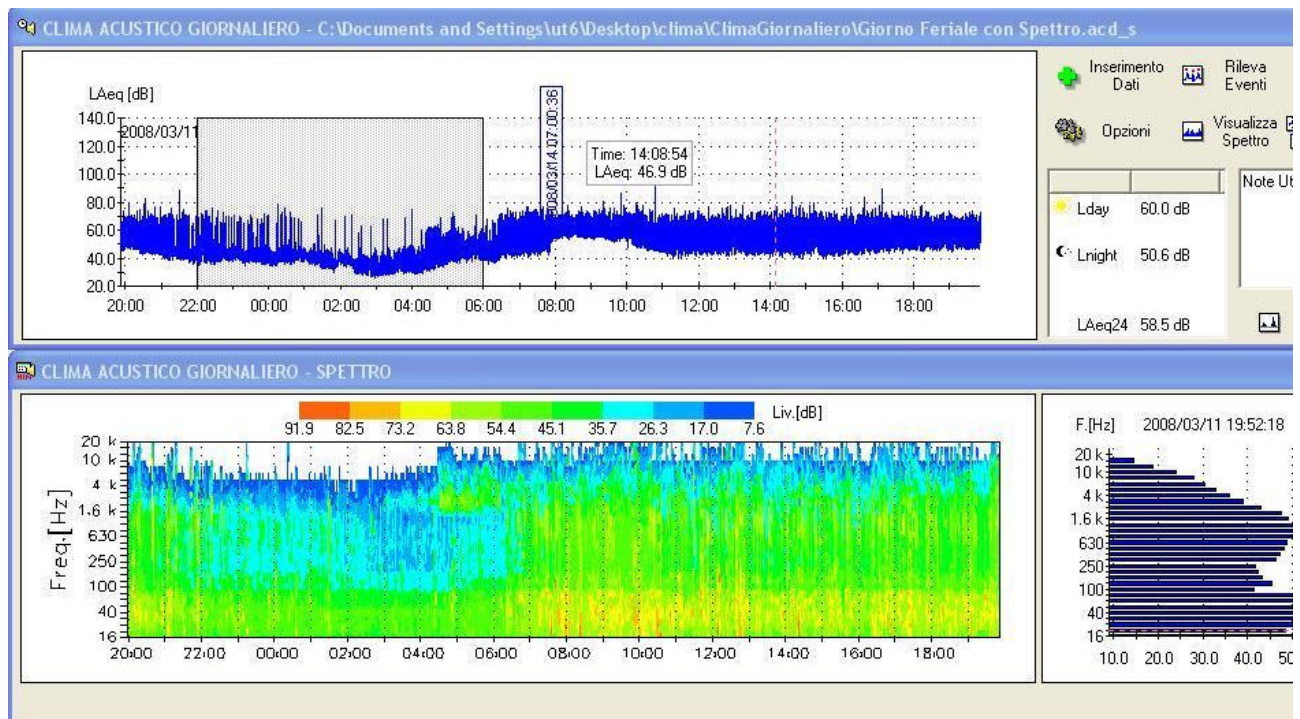 CLIMA ACUSTICO GIORNALIERO - C:\Documents and Settings\ut6\Desktop\clima\ClimaGiornaliero\Giorno Feriale con Spettro.acd_s
LAeq [dB]
140.0
120.0
100.0
80.0
60.0
40.0
20.0
2008/03/11
08/03/14.07:00:36
Time: 14:08:54
LAeq: 46.9 dB
20:00 22:00 00:00 02:00 04:00 06:00 08:00 10:00 12:00 14:00 16:00 18:00
Inserimento
Dati
Rileva
Eventi
Opzioni
Visualizza
Spettro
Lday 60.0 dB
Lnight 50.6 dB
LAeq24 58.5 dB
Note Ut
CLIMA ACUSTICO GIORNALIERO - SPETTRO
Liv.[dB]
91.9 82.5 73.2 63.8 54.4 45.1 35.7 26.3 17.0 7.6
Freq.[Hz]
20 k
10 k
4 k
1.6 k
630
250
100
40
16
20:00 22:00 00:00 02:00 04:00 06:00 08:00 10:00 12:00 14:00 16:00 18:00
F.[Hz] 2008/03/11 19:52:18
20 k
10 k
4 k
1.6 k
630
250
100
40
16
10.0 20.0 30.0 40.0 50